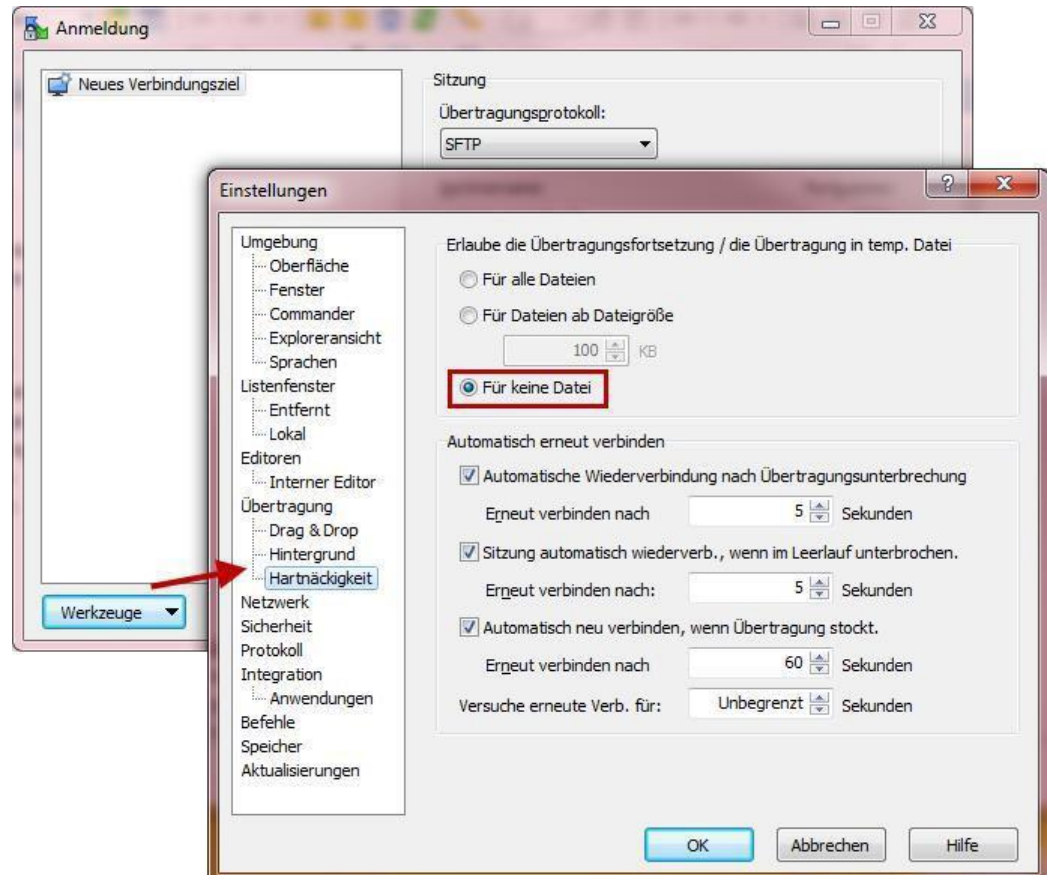 Anmeldung
Neues Verbindungsziel
Sitzung
Übertragungsprotokoll:
SFTP
Werkzeuge
Einstellungen
Umgebung
Oberfläche
Fenster
Commander
Exploreransicht
Sprachen
Listenfenster
Entfernt
Lokal
Editoren
Interner Editor
Übertragung
Drag & Drop
Hintergrund
Hartnäckigkeit
Netzwerk
Sicherheit
Protokoll
Integration
Anwendungen
Befehle
Speicher
Aktualisierungen
Erlaube die Übertragungsfortsetzung / die Übertragung in temp. Datei
Für alle Dateien
Für Dateien ab Dateigröße
100 KB
Für keine Datei
Automatisch erneut verbinden
Automatische Wiederverbindung nach Übertragungsunterbrechung
Erneut verbinden nach 5 Sekunden
Sitzung automatisch wiederverb., wenn im Leerlauf unterbrochen.
Erneut verbinden nach: 5 Sekunden
Automatisch neu verbinden, wenn Übertragung stockt.
Erneut verbinden nach 60 Sekunden
Versuche erneute Verb. für: Unbegrenzt Sekunden
OK Abbrechen Hilfe